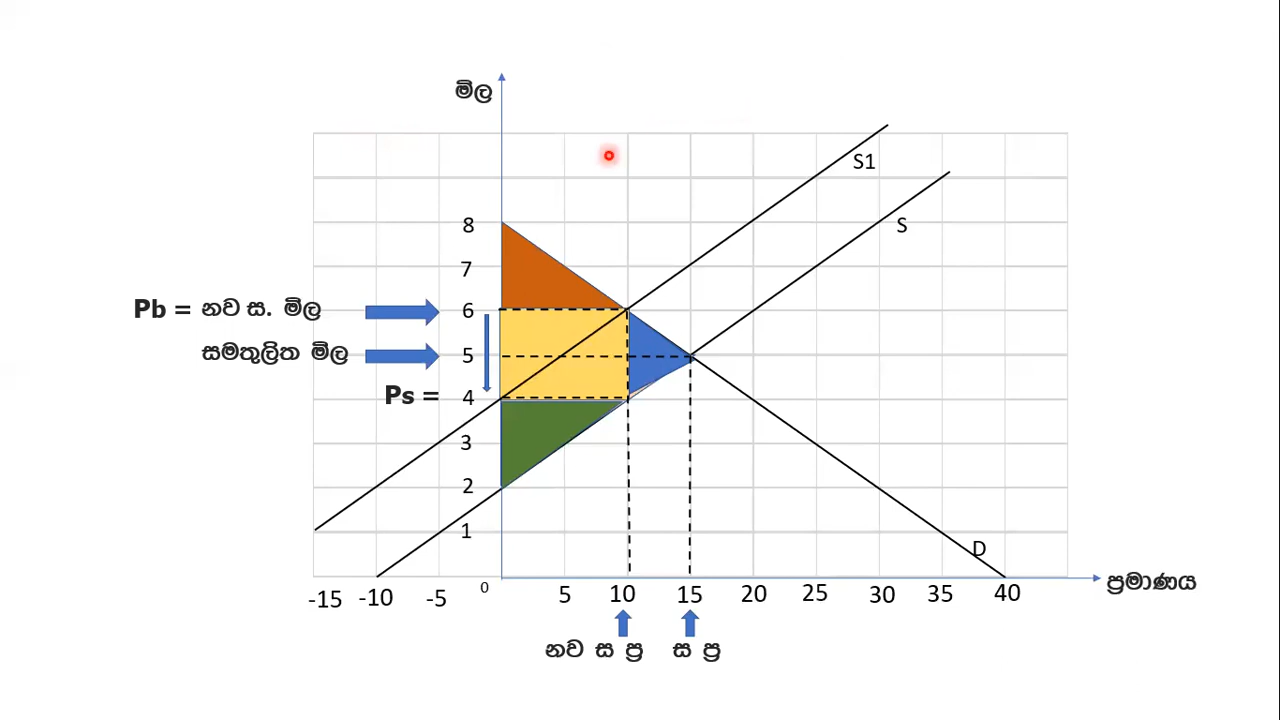 මිල
S1
8
S
7
Pb = නව ස. මිල
6
සමතුලිත මිල
5
Ps =
4
3
2
1
D
0
-15 -10 -5 5 10 15 20 25 30 35 40
ප්‍රමාණය
නව ස ප්‍ර ස ප්‍ර